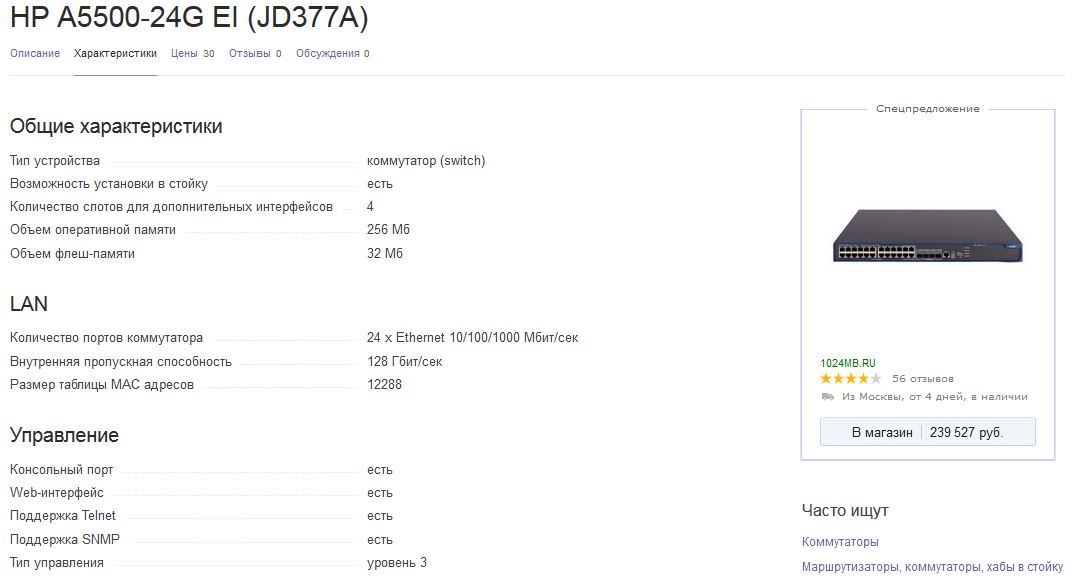 HP A5500-24G EI (JD377A)
Описание Характеристики Цены 30 Отзывы 0 Обсуждения 0
Общие характеристики
Тип устройства коммутатор (switch)
Возможность установки в стойку есть
Количество слотов для дополнительных интерфейсов 4
Объем оперативной памяти 256 Мб
Объем флеш-памяти 32 Мб
LAN
Количество портов коммутатора 24 x Ethernet 10/100/1000 Мбит/сек
Внутренняя пропускная способность 128 Гбит/сек
Размер таблицы MAC адресов 12288
Управление
Консольный порт есть
Web-интерфейс есть
Поддержка Telnet есть
Поддержка SNMP есть
Тип управления уровень 3
Спецпредложение
1024MB.RU
56 отзывов
Из Москвы, от 4 дней, в наличии
В магазин 239 527 руб.
Часто ищут
Коммутаторы
Маршрутизаторы, коммутаторы, хабы в стойку